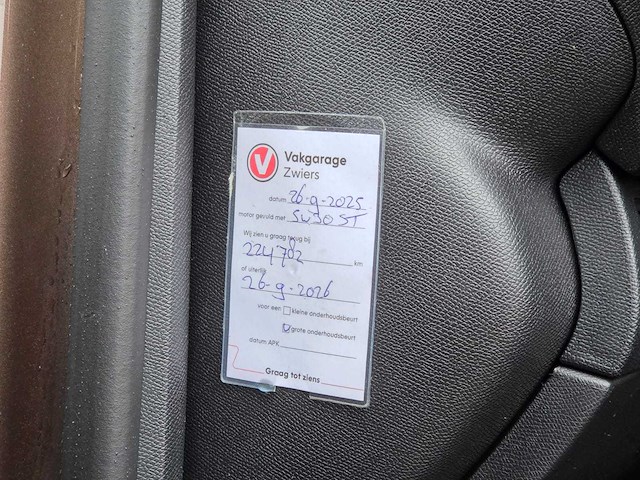 V Vakgarage
Zwiers
datum 26-9-2025
motor gevuld met 5W30 ST
Wij zien u graag terug bij
224702 km
of uiterlijk
26-9-2026
voor een kleine onderhoudsbeurt
grote onderhoudsbeurt
datum APK
Graag tot ziens